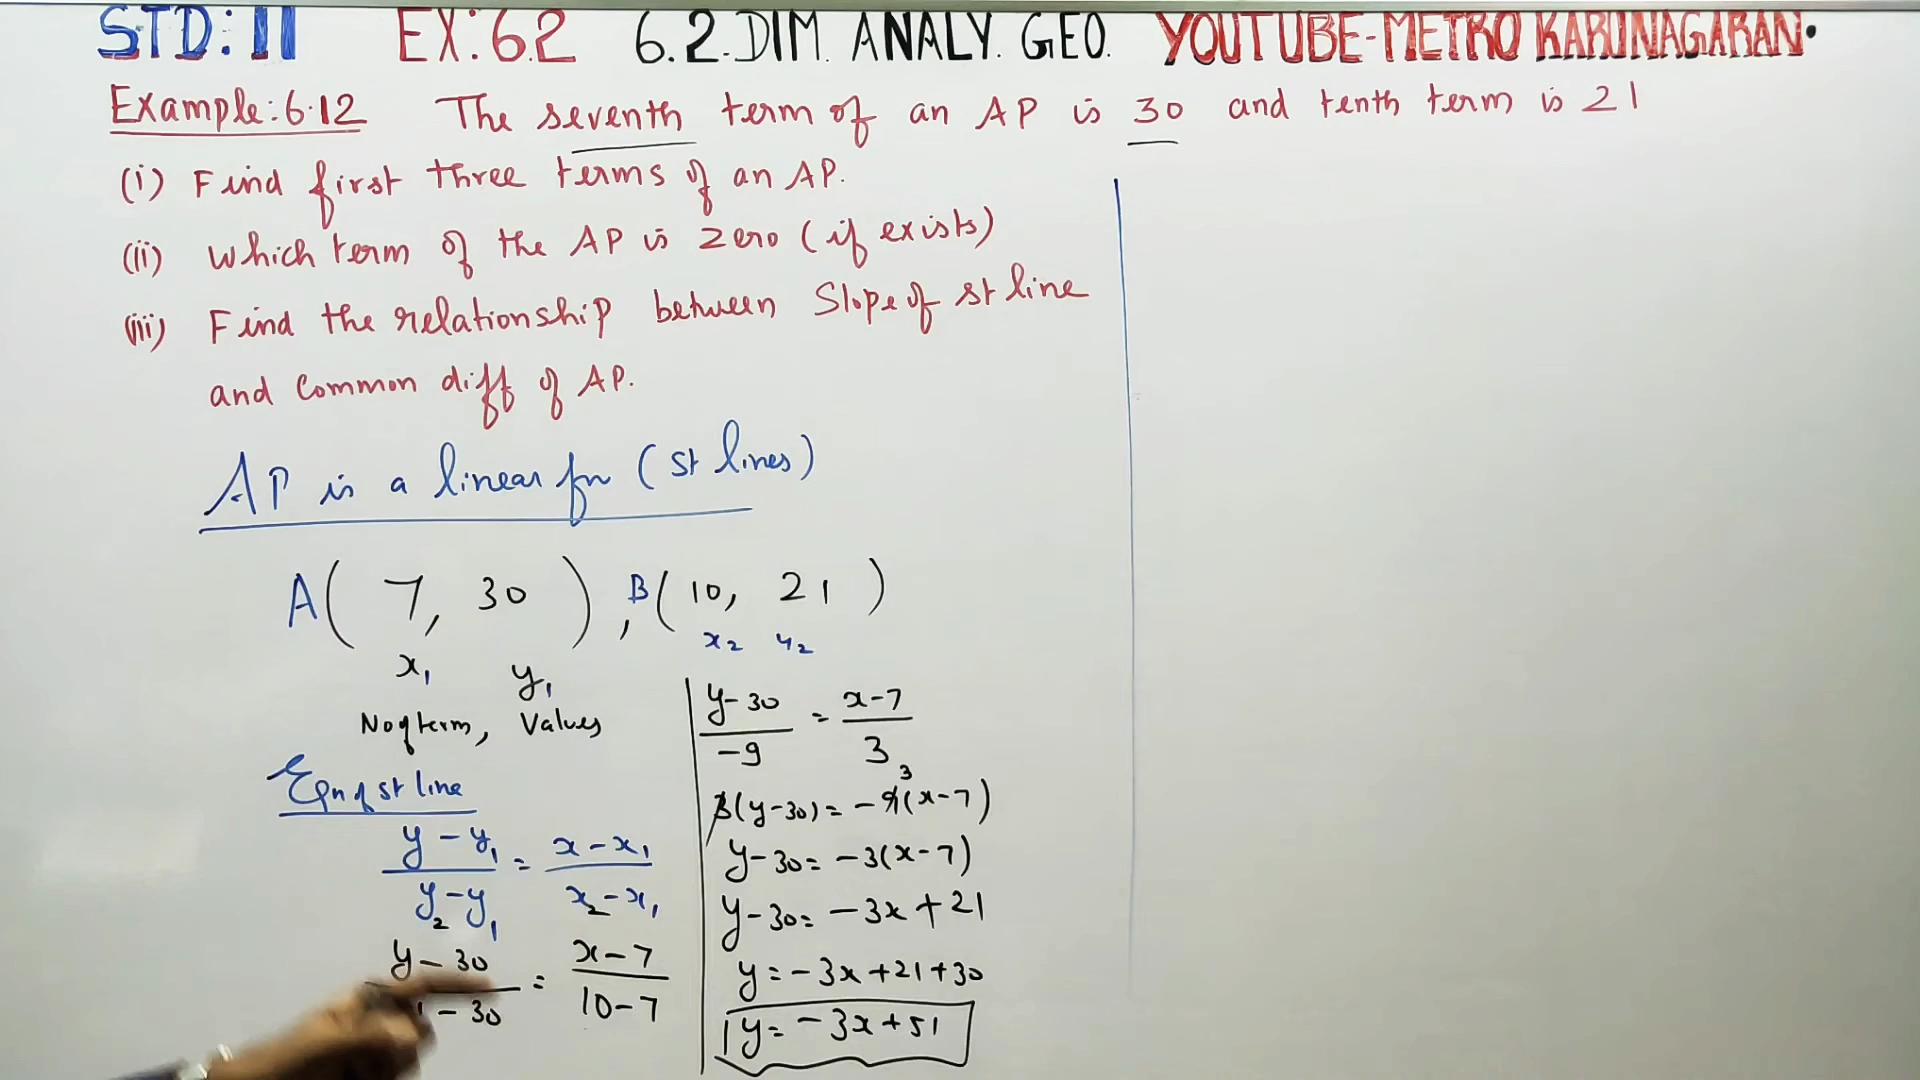 STD: 11 EX: 6.2 6.2.DIM. ANALY. GEO. YOUTUBE-METRO KARUNAGARAN.
Example: 6.12 The seventh term of an AP is 30 and tenth term is 21
(i) Find first three terms of an AP.
(ii) Which term of the AP is Zero (if exists)
(iii) Find the relationship between Slope of st line
and Common diff of AP.
AP is a linear fn (st lines)
A( 7, 30 ), B( 10, 21 )
x₁ y₁ x₂ y₂
No of term, Values
Eqn of st line
y - y₁ / y₂ - y₁ = x - x₁ / x₂ - x₁
y - 30 / - 30 = x - 7 / 10 - 7
y - 30 / -9 = x - 7 / 3
3(y-30) = -9(x-7) 3
y-30 = -3(x-7)
y-30 = -3x + 21
y = -3x + 21 + 30
y = -3x + 51